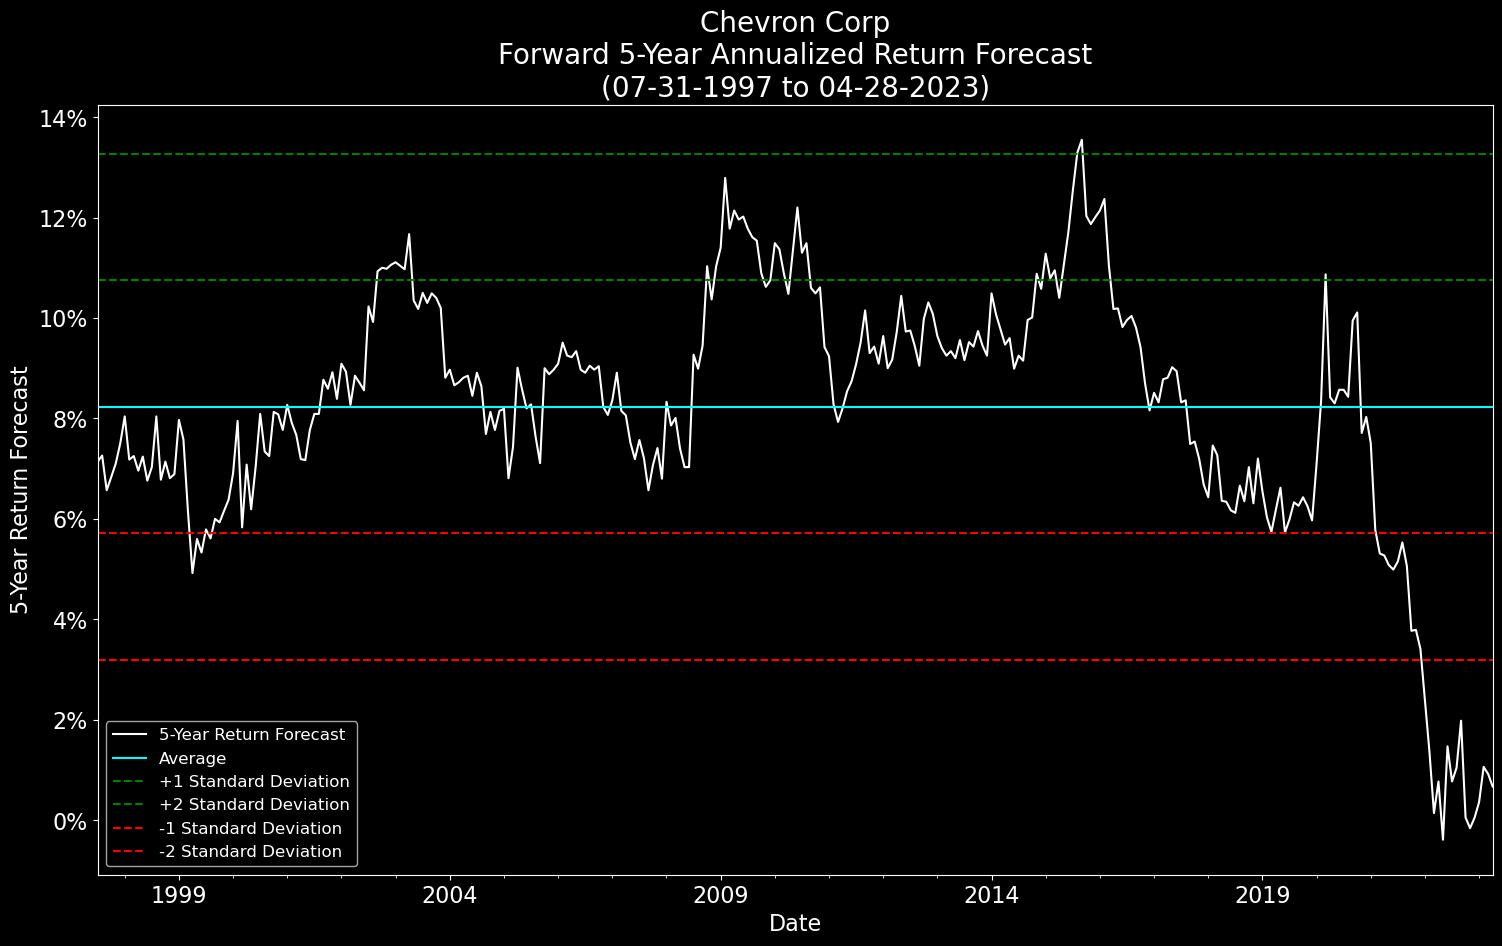 Chevron Corp
Forward 5-Year Annualized Return Forecast
(07-31-1997 to 04-28-2023)
14%
12%
10%
8%
6%
4%
2%
0%
5-Year Return Forecast
5-Year Return Forecast
Average
+1 Standard Deviation
+2 Standard Deviation
-1 Standard Deviation
-2 Standard Deviation
1999 2004 2009 2014 2019
Date